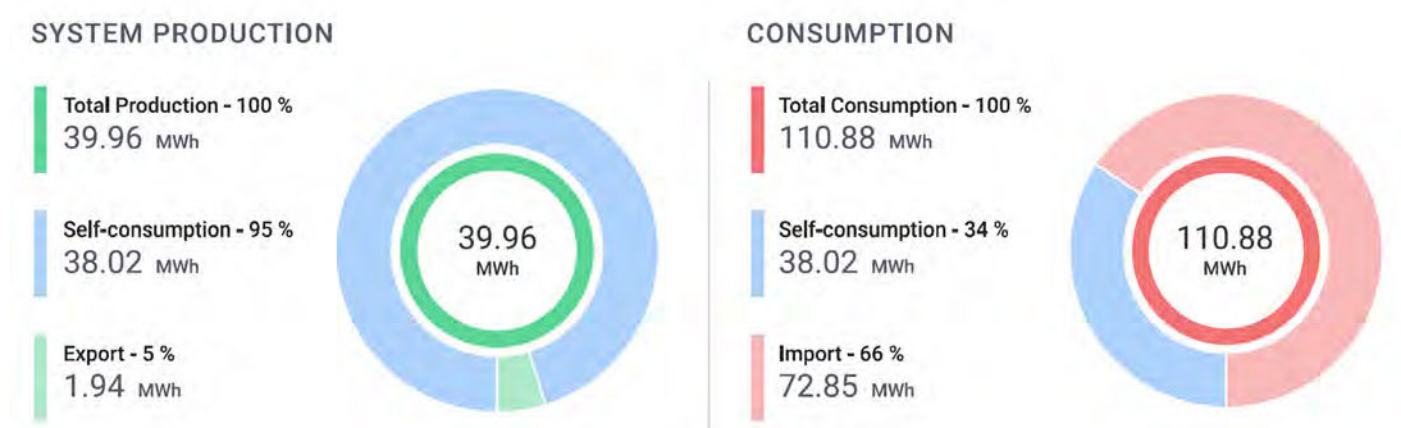 SYSTEM PRODUCTION
Total Production - 100 %
39.96 MWh
Self-consumption - 95 %
38.02 MWh
Export - 5 %
1.94 MWh
39.96
MWh
CONSUMPTION
Total Consumption - 100 %
110.88 MWh
Self-consumption - 34 %
38.02 MWh
Import - 66 %
72.85 MWh
110.88
MWh